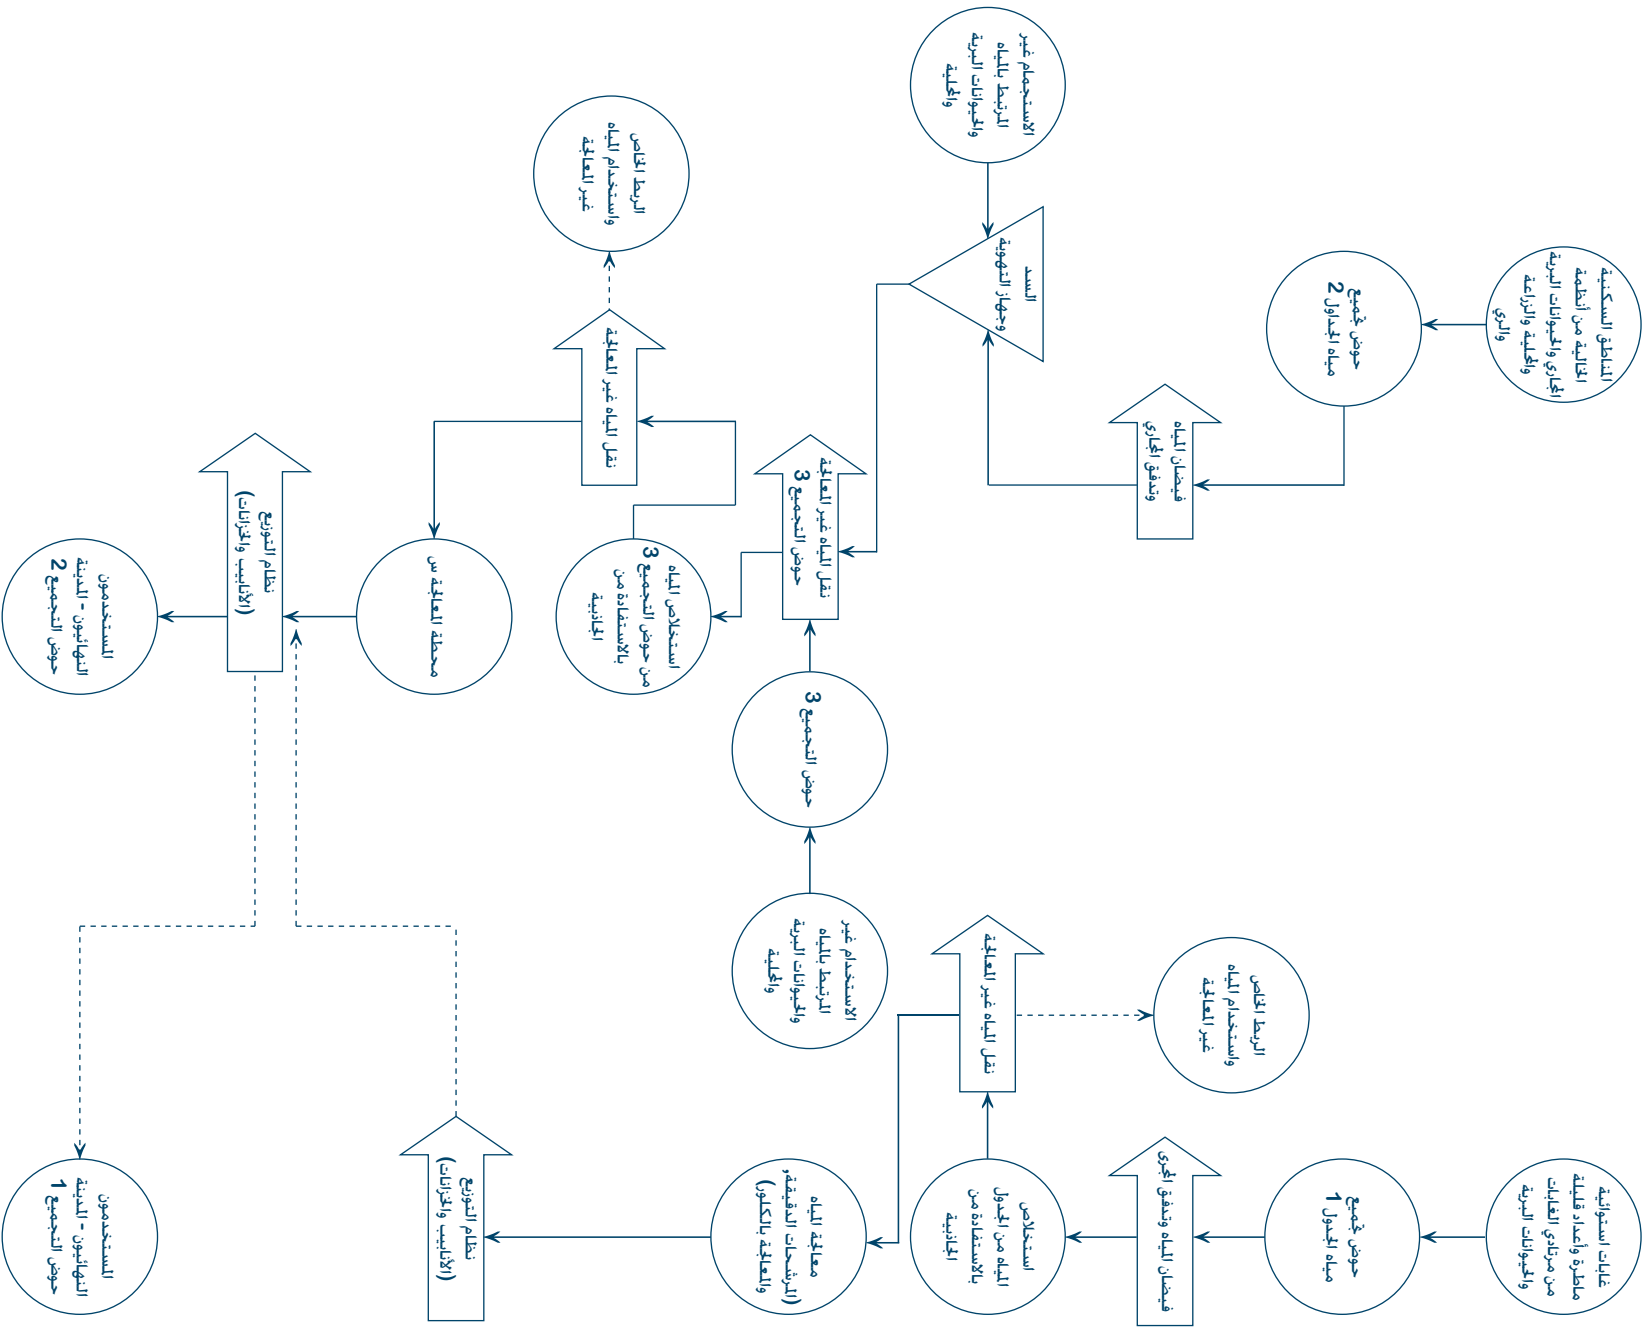 المناطق السكنية
الخالية من أنظمة
المجاري والحيوانات البرية
والمحلية والزراعة
والري
حوض تجميع
مياه الجداول 2
فيضان المياه
وتدفق المجاري
الاستجمام غير
المرتبط بالمياه
والحيوانات البرية
والمحلية
السد
وجهاز التهوية
نقل المياه غير المعالجة
حوض التجميع 3
استخلاص المياه
من حوض التجميع 3
بالاستفادة من
الجاذبية
الربط الخاص
واستخدام المياه
غير المعالجة
نقل المياه غير المعالجة
محطة المعالجة س
نظام التوزيع
(الأنابيب والخزانات)
المستخدمون
النهائيون - المدينة
حوض التجميع 2
حوض التجميع 3
الاستخدام غير
المرتبط بالمياه
والحيوانات البرية
والمحلية
غابات استوائية
ماطرة وأعداد قليلة
من مرتادي الغابات
والحيوانات البرية
حوض تجميع
مياه الجدول 1
فيضان المياه وتدفق المجرى
استخلاص
المياه من الجدول
بالاستفادة من
الجاذبية
نقل المياه غير المعالجة
الربط الخاص
واستخدام المياه
غير المعالجة
معالجة المياه
(المرشحات الدقيقة,
والمعالجة بالكلور)
نظام التوزيع
(الأنابيب والخزانات)
المستخدمون
النهائيون - المدينة
حوض التجميع 1